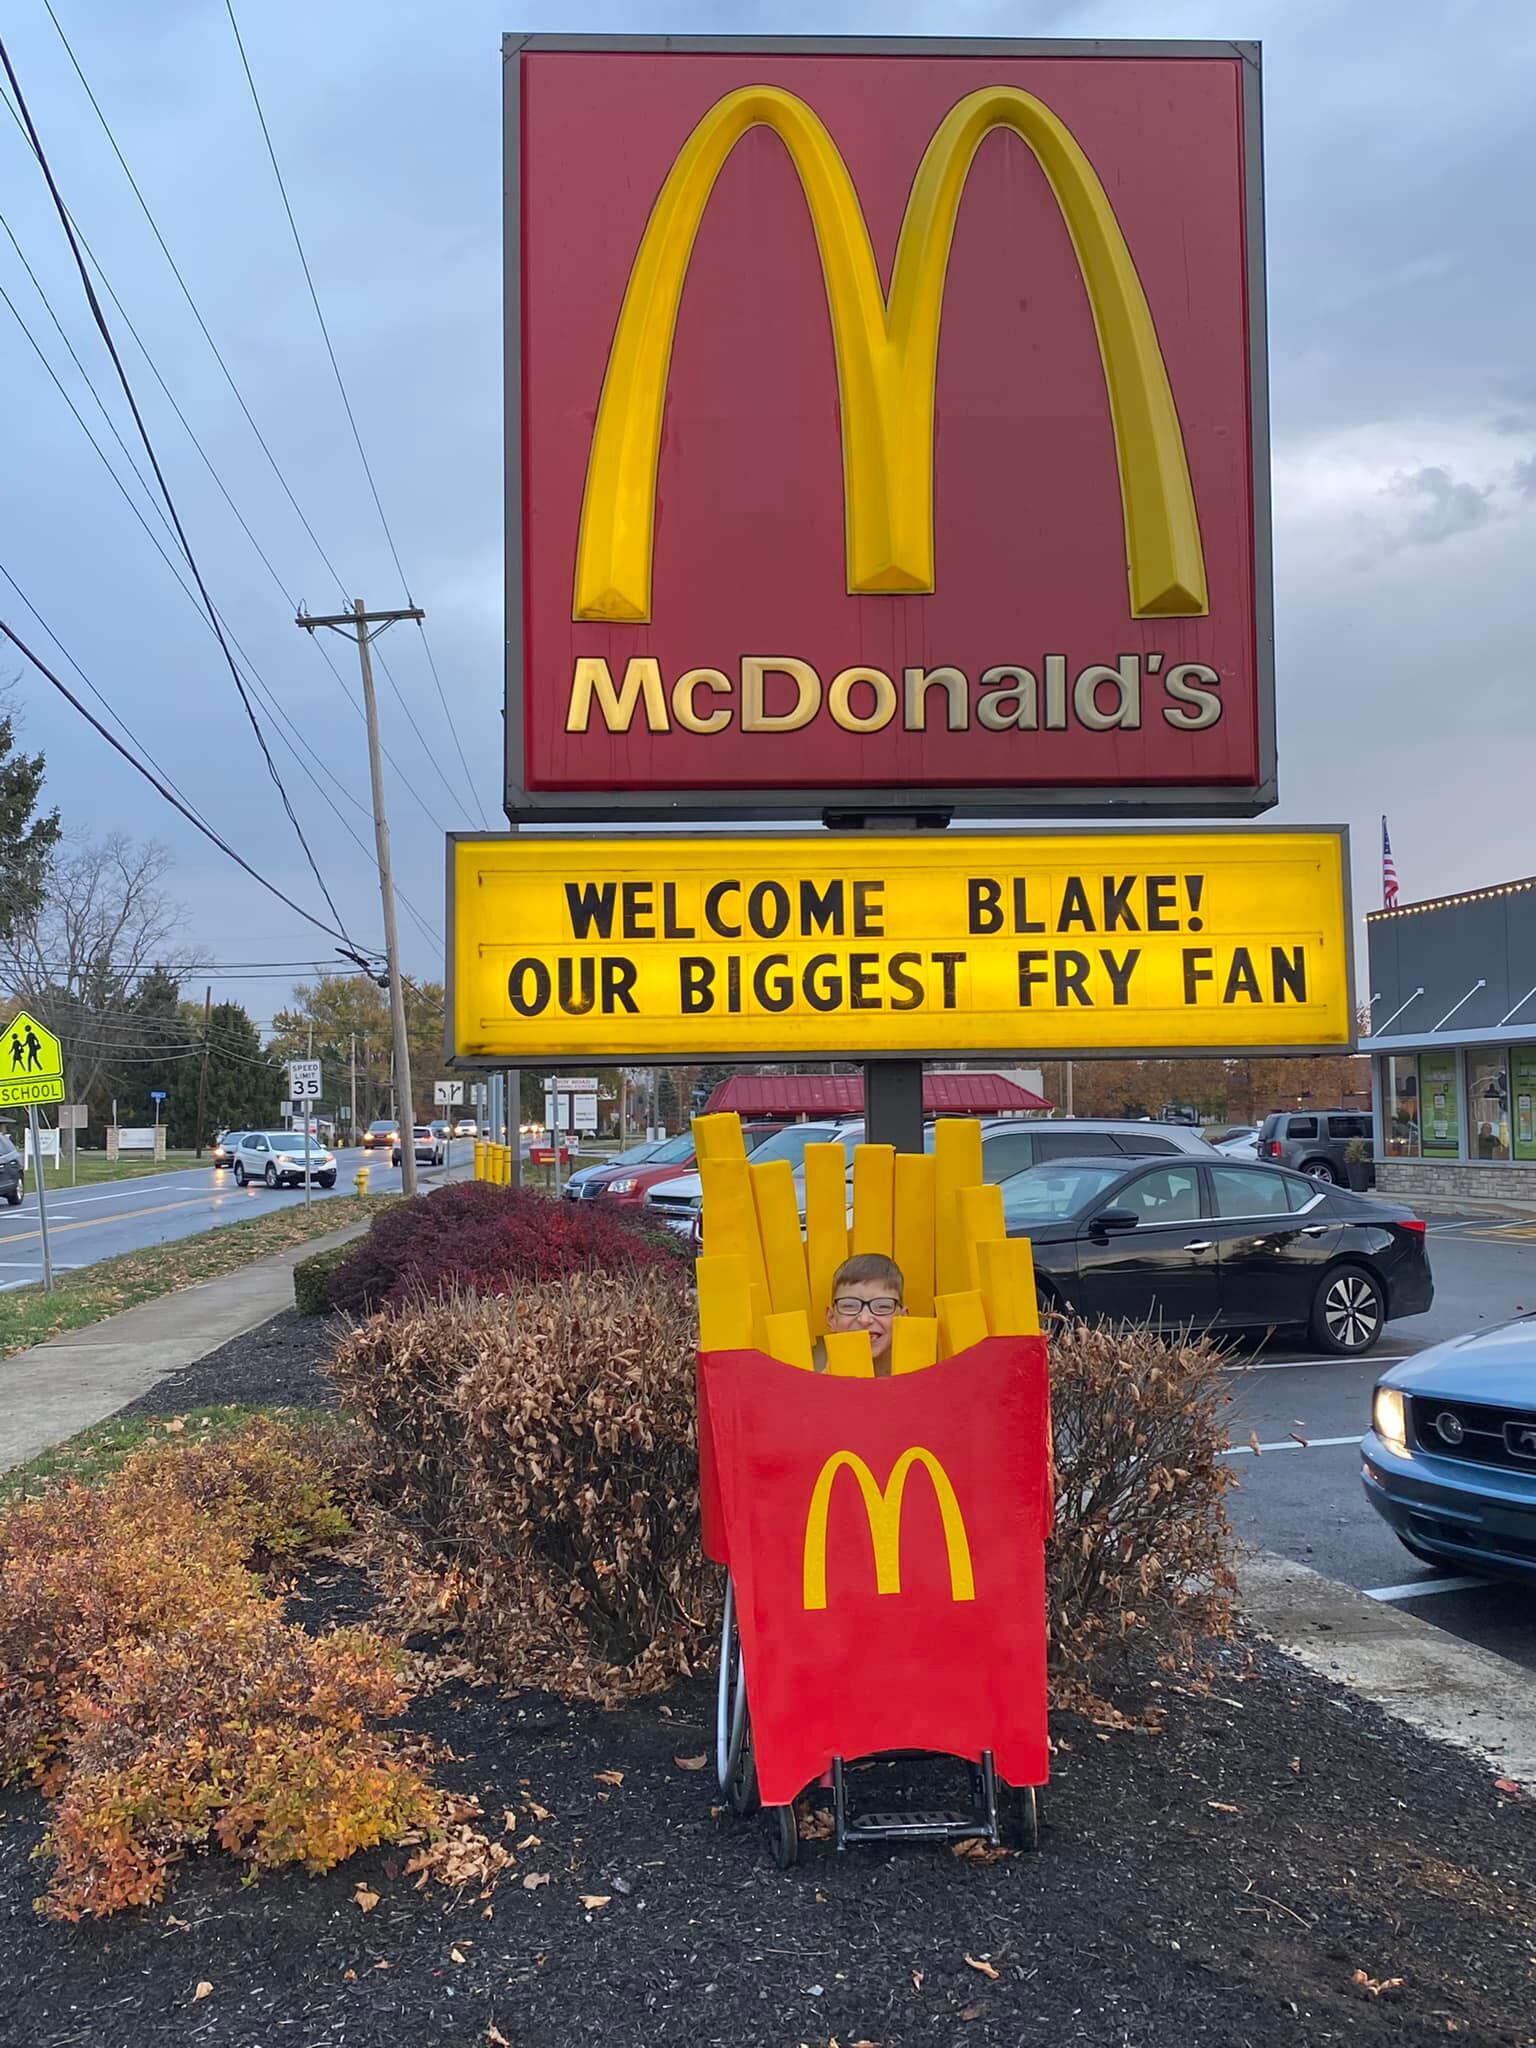 McDonald's
WELCOME BLAKE!
OUR BIGGEST FRY FAN
SCHOOL
SPEED
LIMIT
35